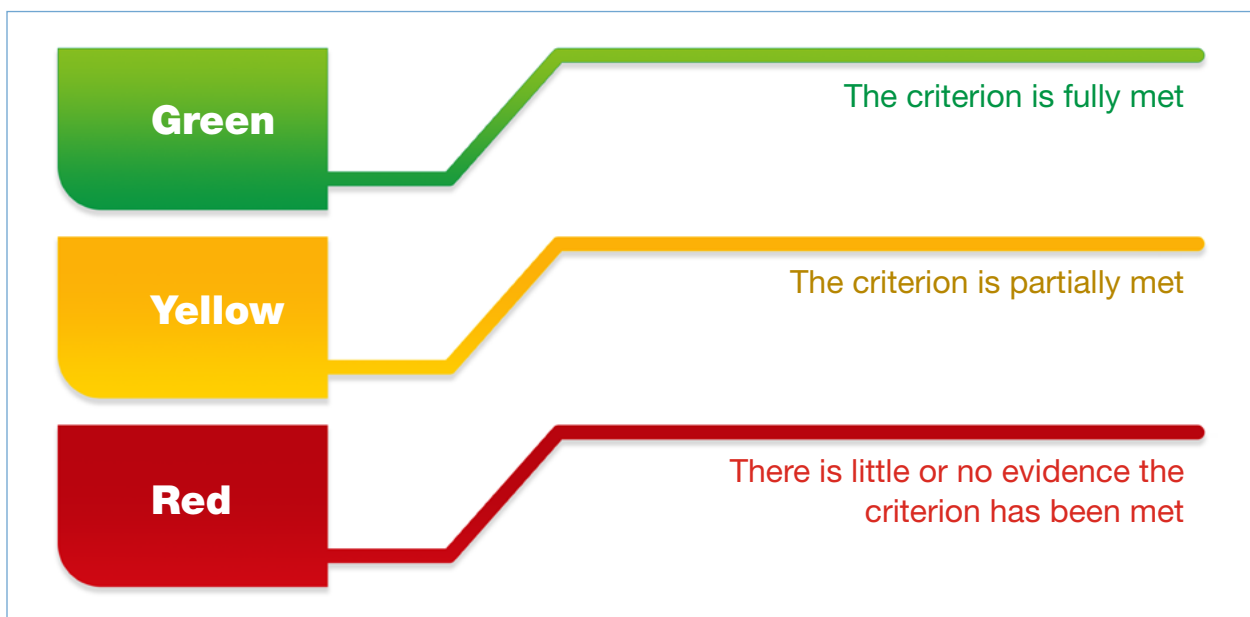 Green
The criterion is fully met
Yellow
The criterion is partially met
Red
There is little or no evidence the
criterion has been met